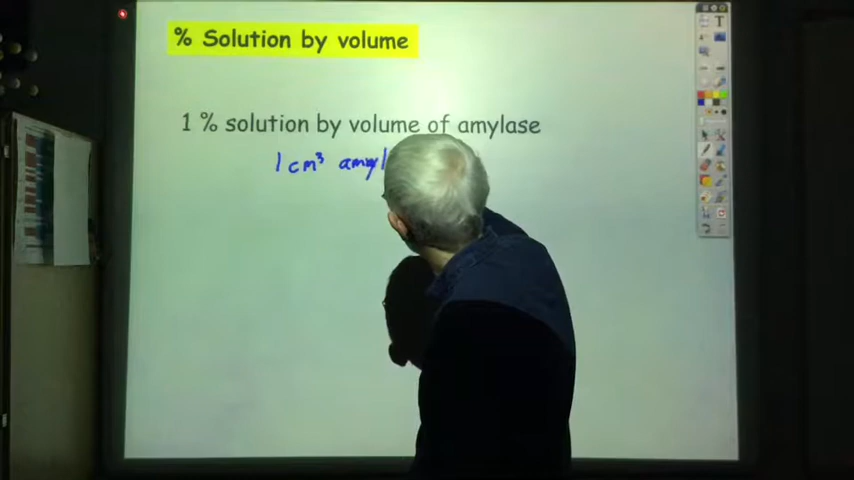 % Solution by volume
1 % solution by volume of amylase
1 cm³ amyl